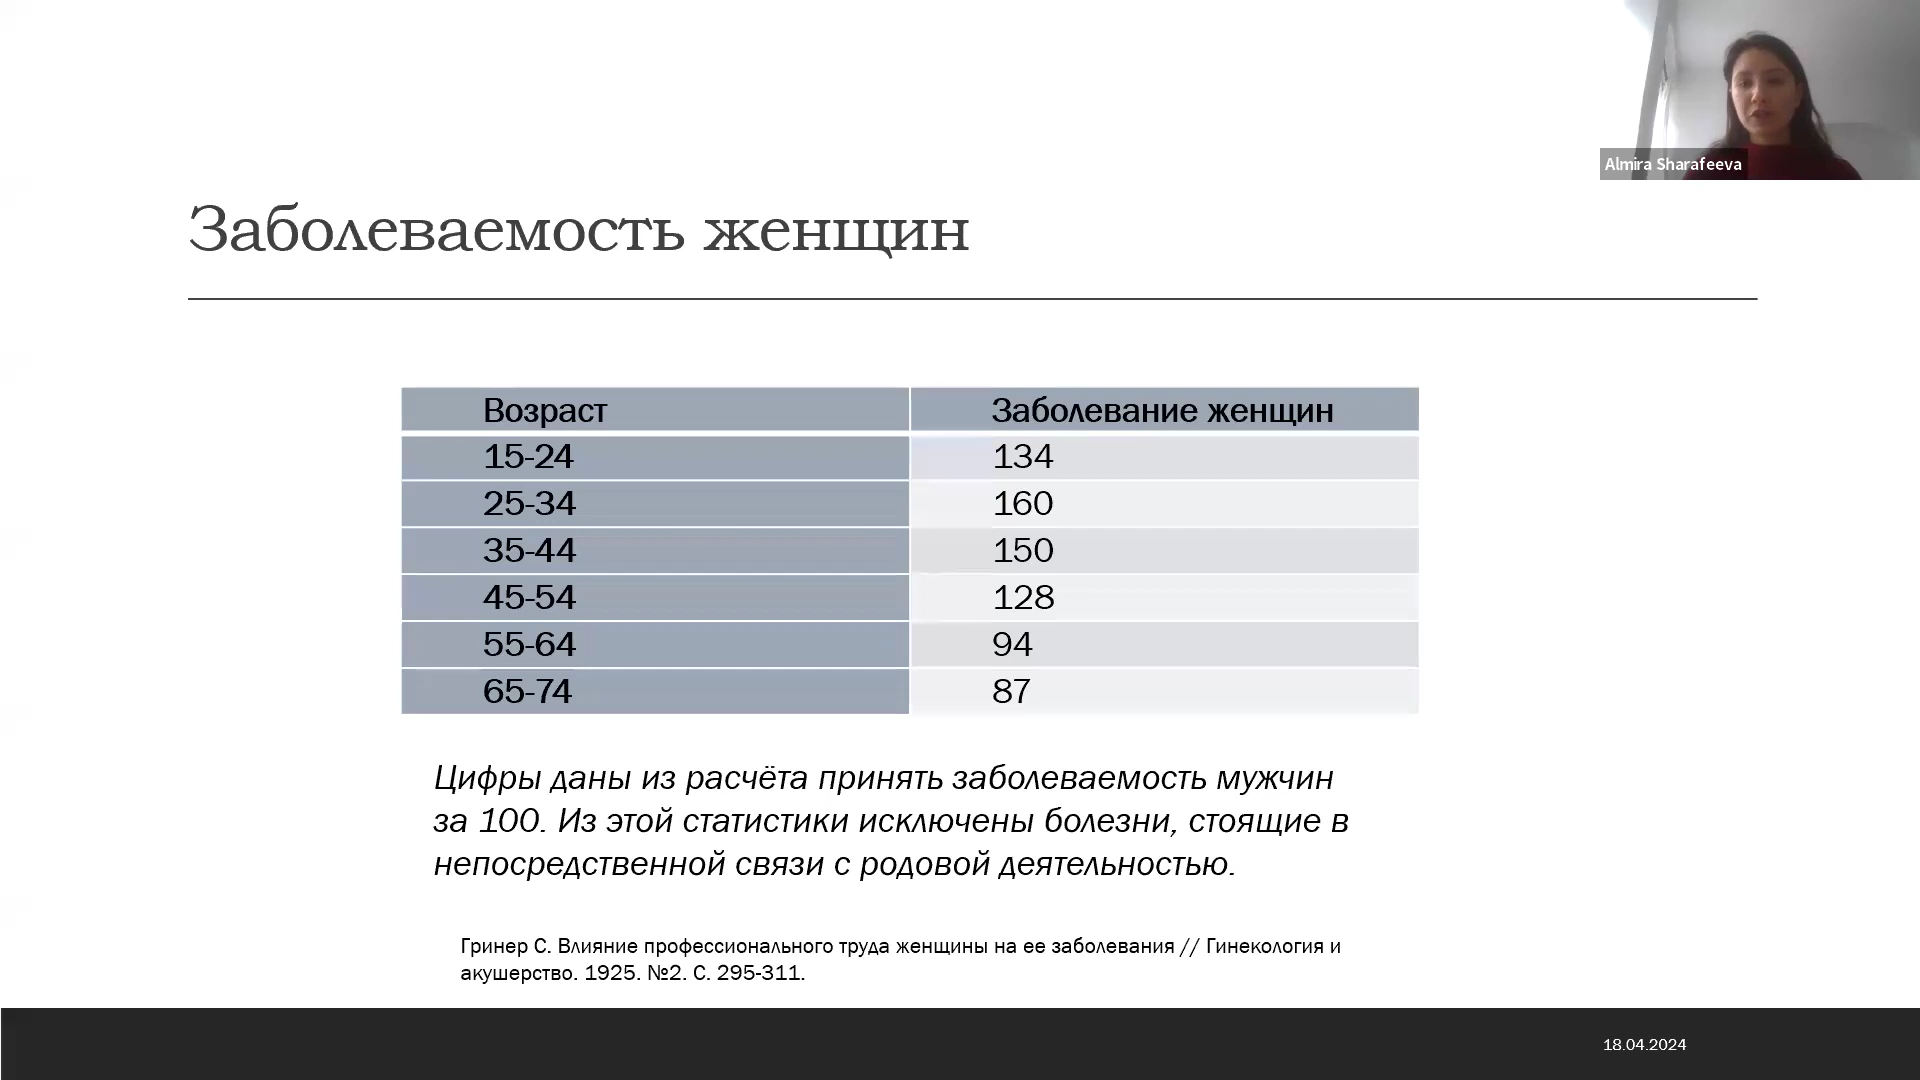 Almira Sharafeeva
Заболеваемость женщин
Возраст Заболевание женщин
15-24 134
25-34 160
35-44 150
45-54 128
55-64 94
65-74 87
Цифры даны из расчёта принять заболеваемость мужчин
за 100. Из этой статистики исключены болезни, стоящие в
непосредственной связи с родовой деятельностью.
Гринер С. Влияние профессионального труда женщины на ее заболевания // Гинекология и
акушерство. 1925. №2. С. 295-311.
18.04.2024